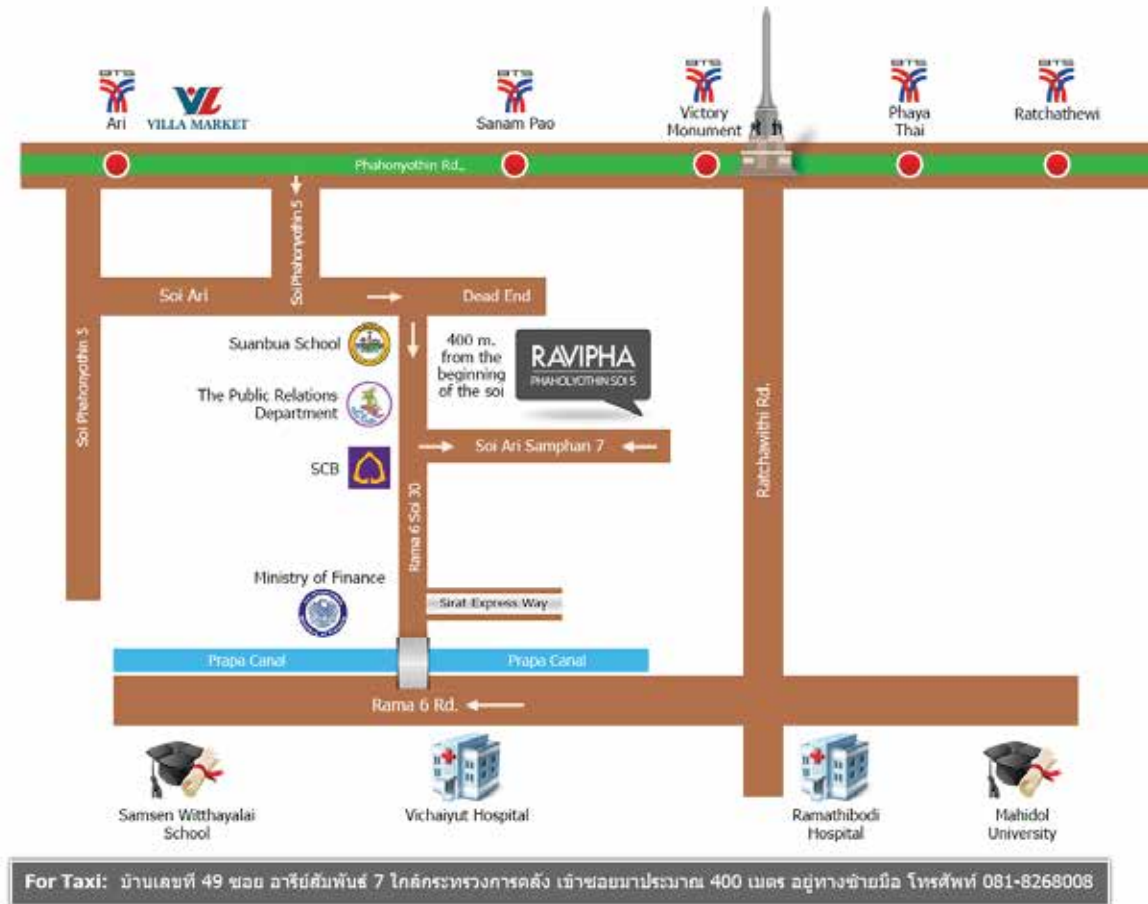 BTS
BTS
BTS
BTS
BTS
Ari
VILLA MARKET
Sanam Pao
Victory
Monument
Phaya
Thai
Ratchathewi
Phahonyothin Rd.,
Soi Phahonyothin 5
Soi Ari
Dead End
Soi Phahonyothin 5
Suanbua School
400 m.
from the
beginning
of the soi
RAVIPHA
PHAHOLYOTHIN SOI 5
The Public Relations
Department
Soi Ari Samphan 7
SCB
Rama 6 Soi 30
Ratchawithi Rd.
Ministry of Finance
Sirat Express Way
Prapa Canal
Prapa Canal
Rama 6 Rd.
Samsen Witthayalai
School
Vichaiyut Hospital
Ramathibodi
Hospital
Mahidol
University
For Taxi: บ้านเลขที่ 49 ซอย อารีย์สัมพันธ์ 7 ใกล้กระทรวงการคลัง เข้าซอยมาประมาณ 400 เมตร อยู่ทางซ้ายมือ โทรศัพท์ 081-8268008